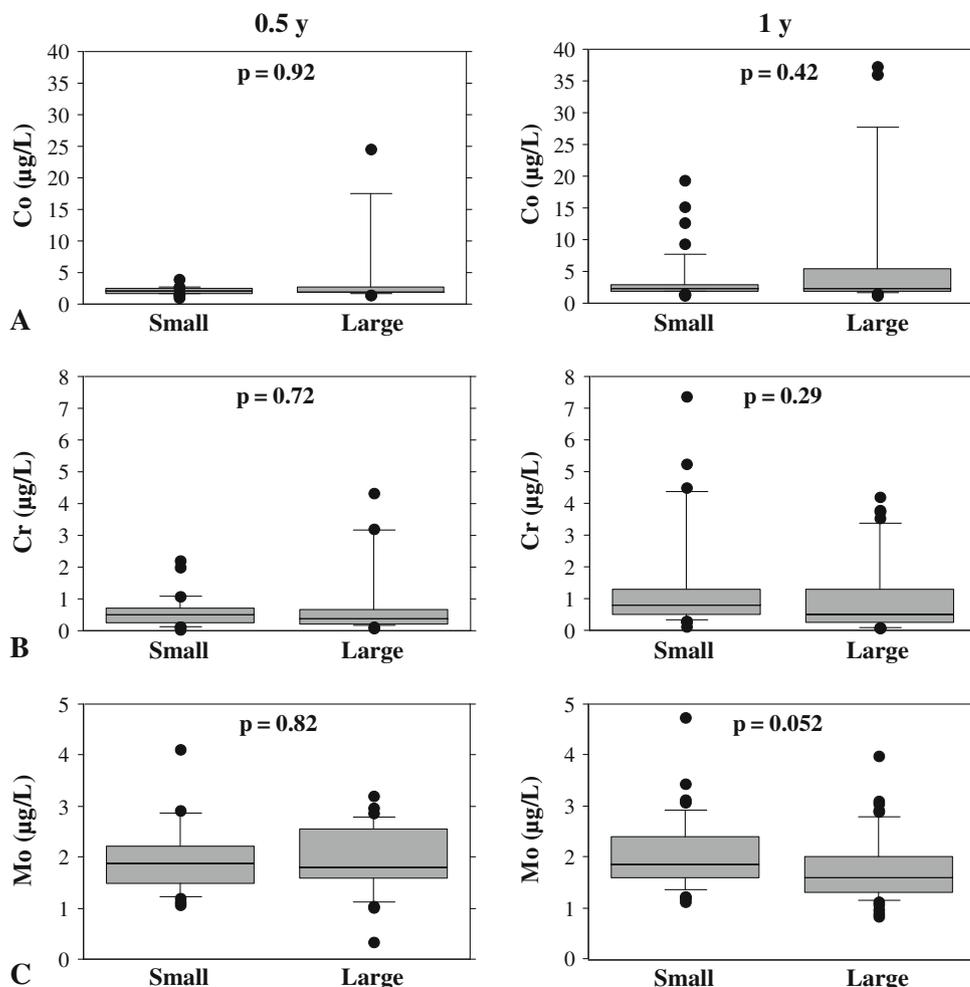 0.5 y
1 y
40
35
30
25
20
15
10
5
0
Co (µg/L)
p = 0.92
Small
Large
A
40
35
30
25
20
15
10
5
0
Co (µg/L)
p = 0.42
Small
Large
8
7
6
5
4
3
2
1
0
Cr (µg/L)
p = 0.72
Small
Large
B
8
7
6
5
4
3
2
1
0
Cr (µg/L)
p = 0.29
Small
Large
5
4
3
2
1
0
Mo (µg/L)
p = 0.82
Small
Large
C
5
4
3
2
1
0
Mo (µg/L)
p = 0.052
Small
Large